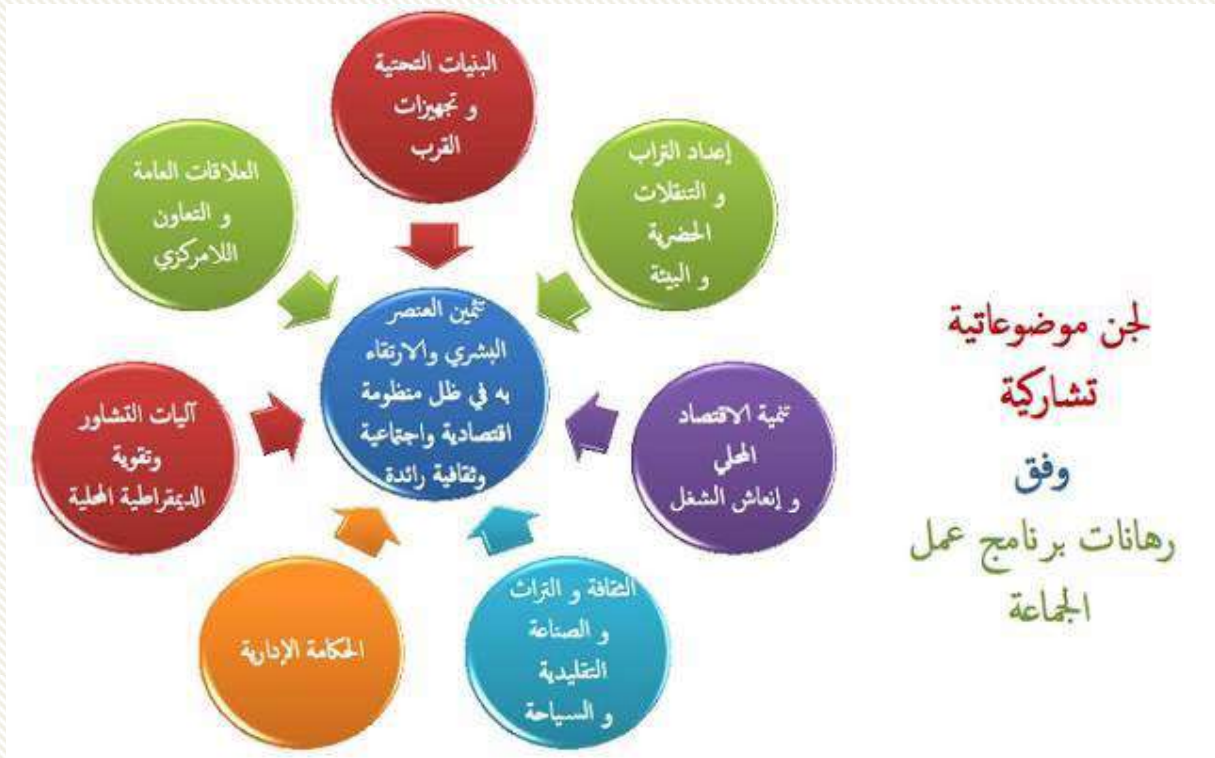 البنيات التحتية
و تجهيزات
القرب
إعداد التراب
و التنقلات
الحضرية
و البيئة
تنمية الاقتصاد
المحلي
و إنعاش الشغل
الثقافة و التراث
و الصناعة
التقليدية
و السياحة
الحكامة الإدارية
آليات التشاور
وتقوية
الديمقراطية المحلية
العلاقات العامة
و التعاون
اللامركزي
تثمين العنصر
البشري والارتقاء
به في ظل منظومة
اقتصادية واجتماعية
وثقافية رائدة
لجن موضوعاتية
تشاركية
وفق
رهانات برنامج عمل
الجماعة